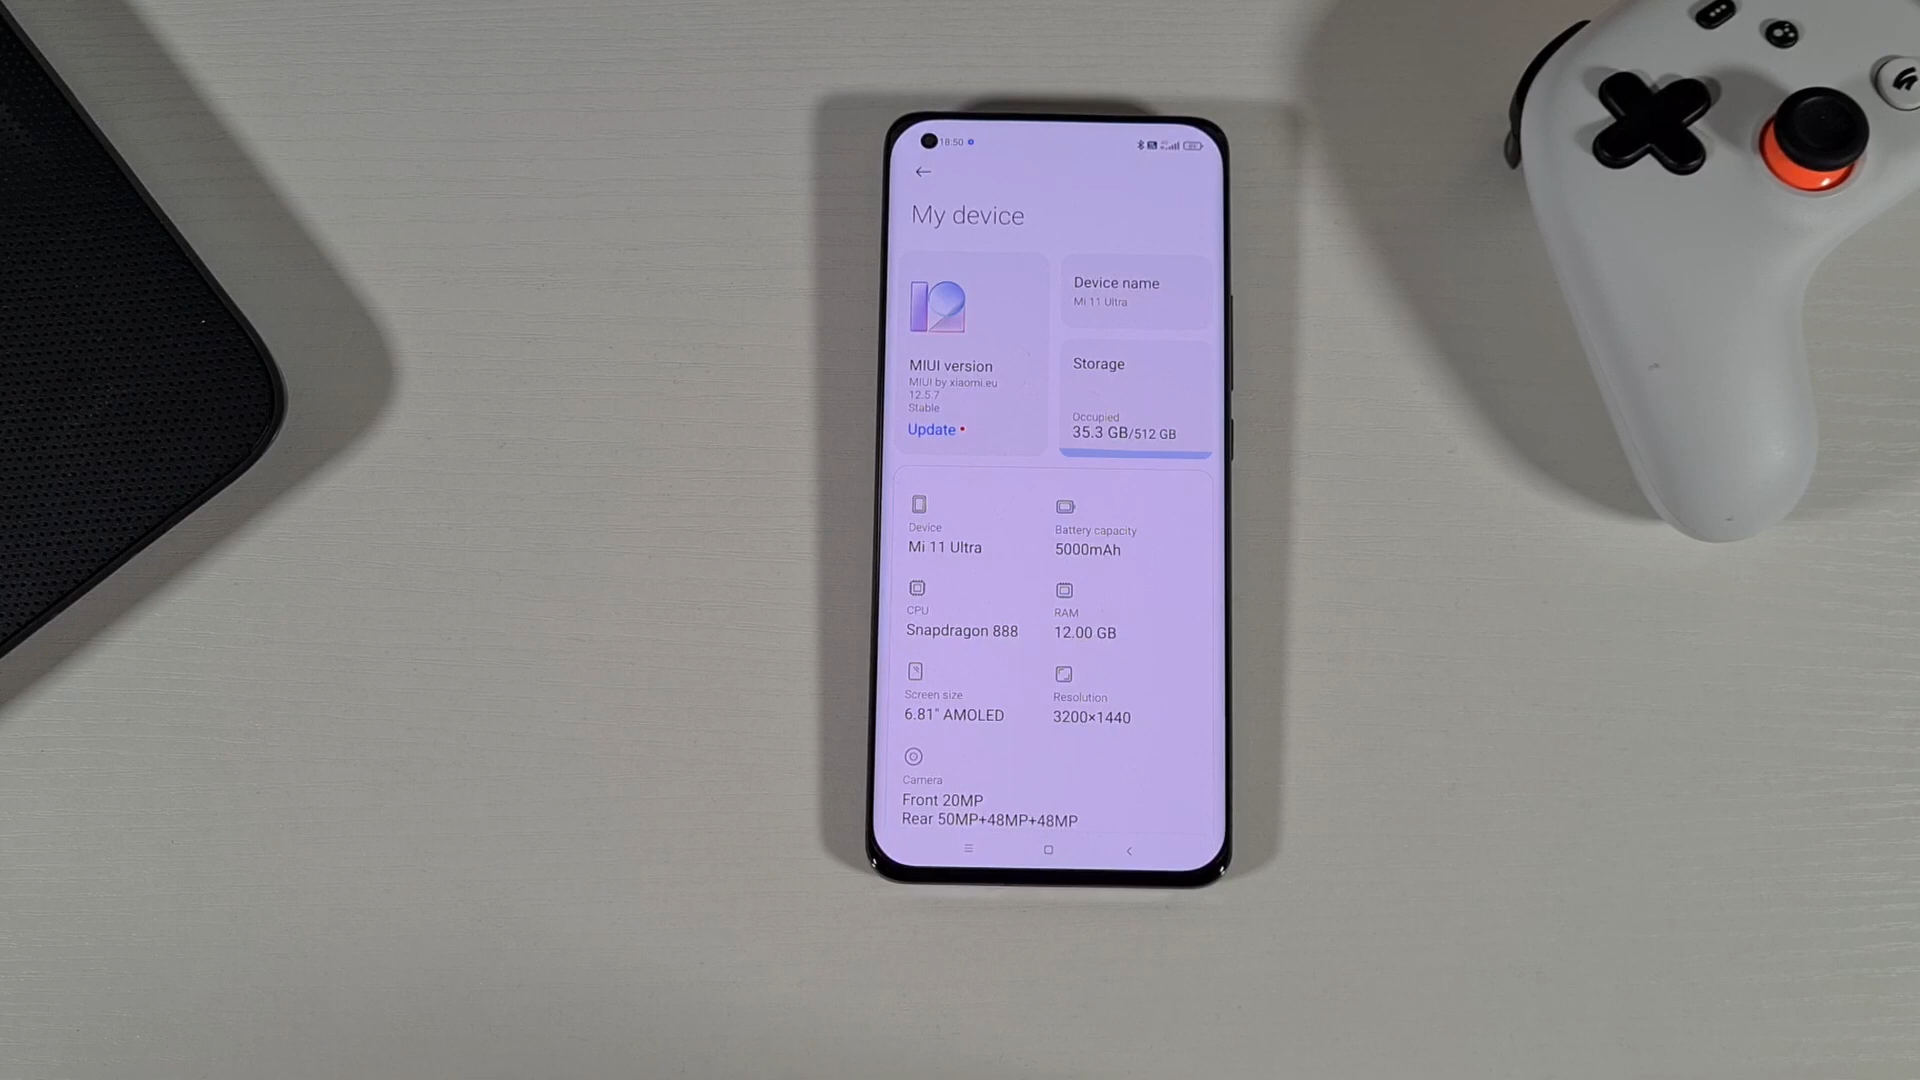 18:50
My device
12
MIUI version
MIUI by xiaomi.eu
12.5.7
Stable
Update
Device name
Mi 11 Ultra
Storage
Occupied
35.3 GB/512 GB
Device
Mi 11 Ultra
Battery capacity
5000mAh
CPU
Snapdragon 888
RAM
12.00 GB
Screen size
6.81" AMOLED
Resolution
3200×1440
Camera
Front 20MP
Rear 50MP+48MP+48MP